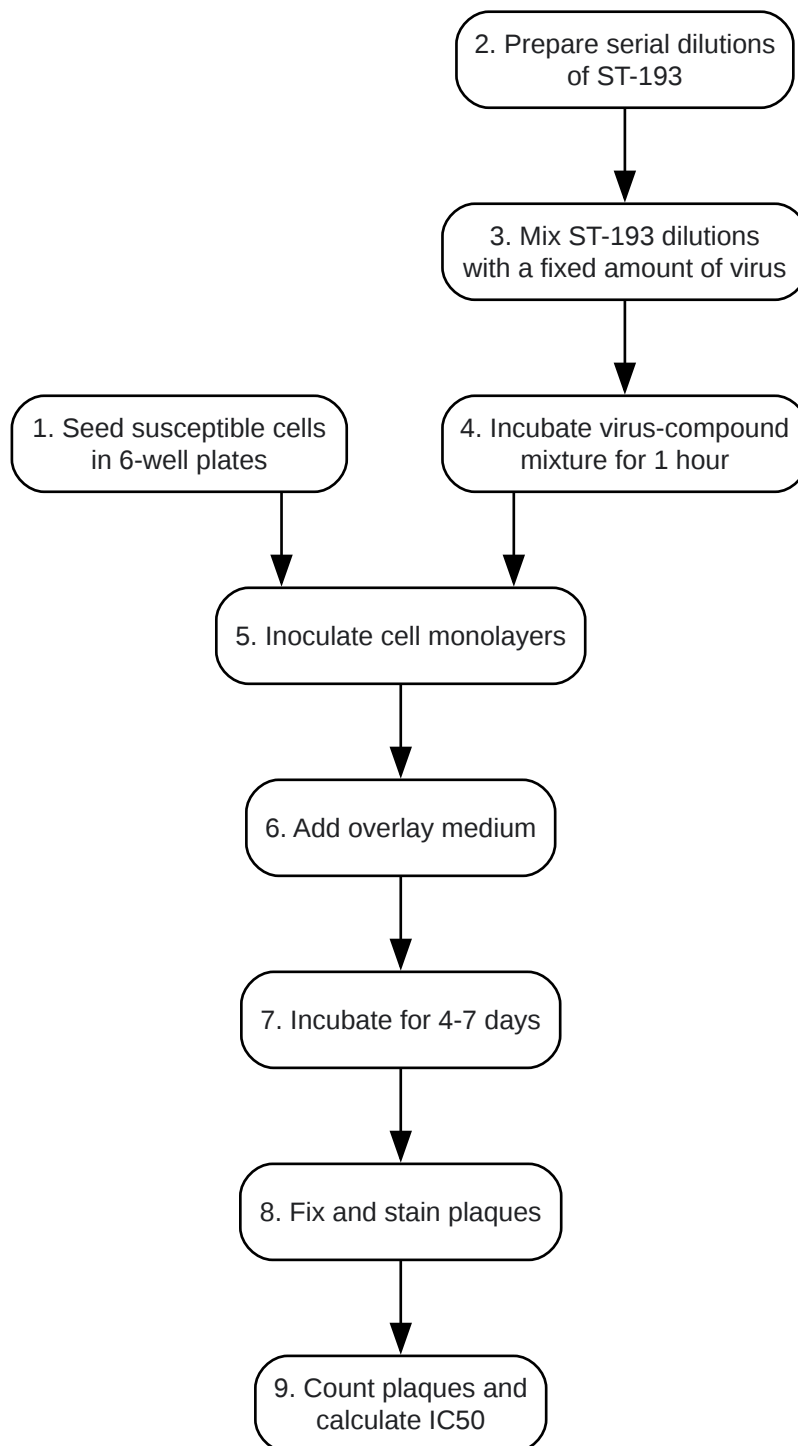 2. Prepare serial dilutions
of ST-193
3. Mix ST-193 dilutions
with a fixed amount of virus
1. Seed susceptible cells
in 6-well plates
4. Incubate virus-compound
mixture for 1 hour
5. Inoculate cell monolayers
6. Add overlay medium
7. Incubate for 4-7 days
8. Fix and stain plaques
9. Count plaques and
calculate IC50